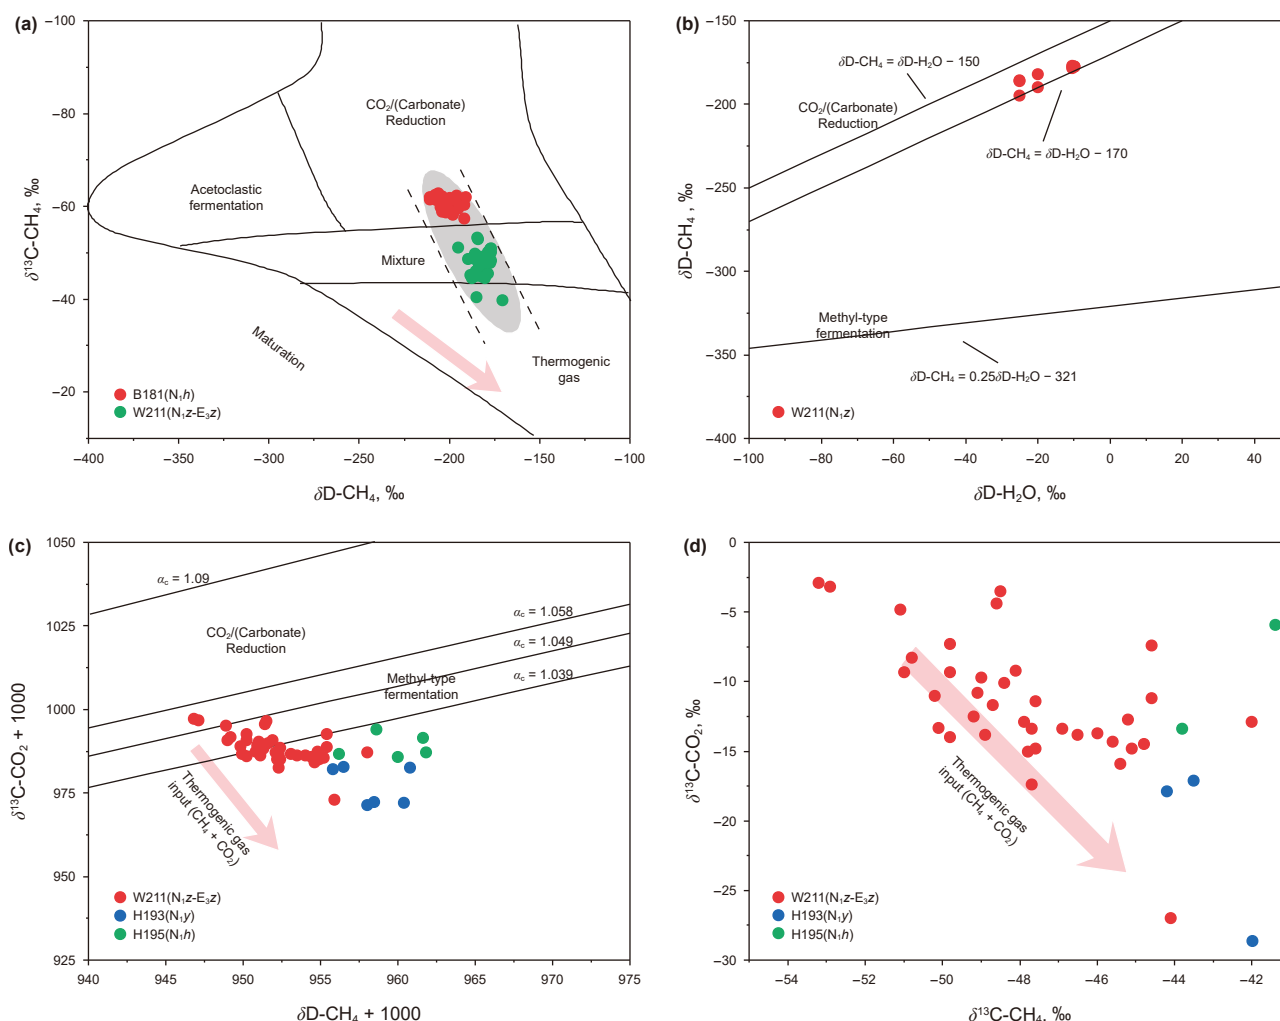 (a)
−100
−80
−60
−40
−20
−400
−350
−300
−250
−200
−150
−100
δ¹³C-CH₄, ‰
δD-CH₄, ‰
CO₂/(Carbonate)
Reduction
Acetoclastic
fermentation
Mixture
Maturation
Thermogenic
gas
B181(N₁h)
W211(N₁z-E₃z)
(b)
−150
−200
−250
−300
−350
−400
−100
−80
−60
−40
−20
0
20
40
δD-CH₄, ‰
δD-H₂O, ‰
δD-CH₄ = δD-H₂O − 150
CO₂/(Carbonate)
Reduction
δD-CH₄ = δD-H₂O − 170
Methyl-type
fermentation
δD-CH₄ = 0.25δD-H₂O − 321
W211(N₁z)
(c)
1050
1025
1000
975
950
925
940
945
950
955
960
965
970
975
δ¹³C-CO₂ + 1000
δD-CH₄ + 1000
αc = 1.09
αc = 1.058
αc = 1.049
αc = 1.039
CO₂/(Carbonate)
Reduction
Methyl-type
fermentation
Thermogenic gas
input (CH₄ + CO₂)
W211(N₁z-E₃z)
H193(N₁y)
H195(N₁h)
(d)
0
−5
−10
−15
−20
−25
−30
−54
−52
−50
−48
−46
−44
−42
δ¹³C-CO₂, ‰
δ¹³C-CH₄, ‰
Thermogenic gas
input (CH₄ + CO₂)
W211(N₁z-E₃z)
H193(N₁y)
H195(N₁h)